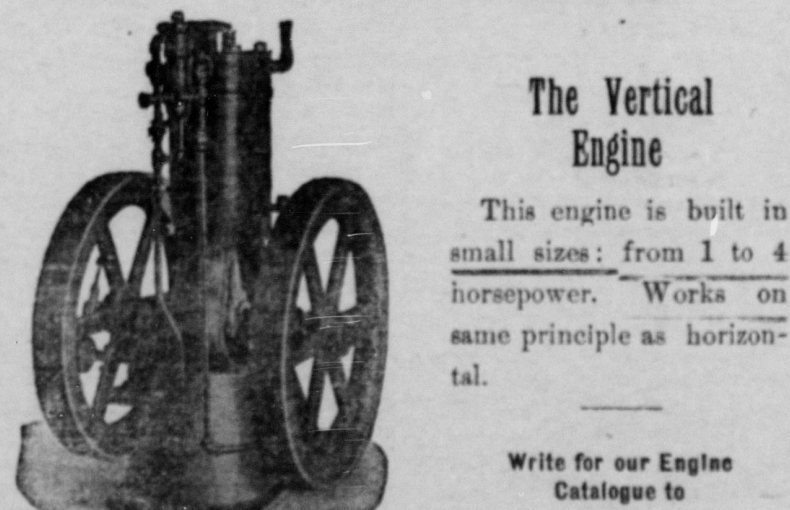 The Vertical
Engine
This engine is built in
small sizes: from 1 to 4
horsepower. Works on
same principle as horizon-
tal.
Write for our Engine
Catalogue to